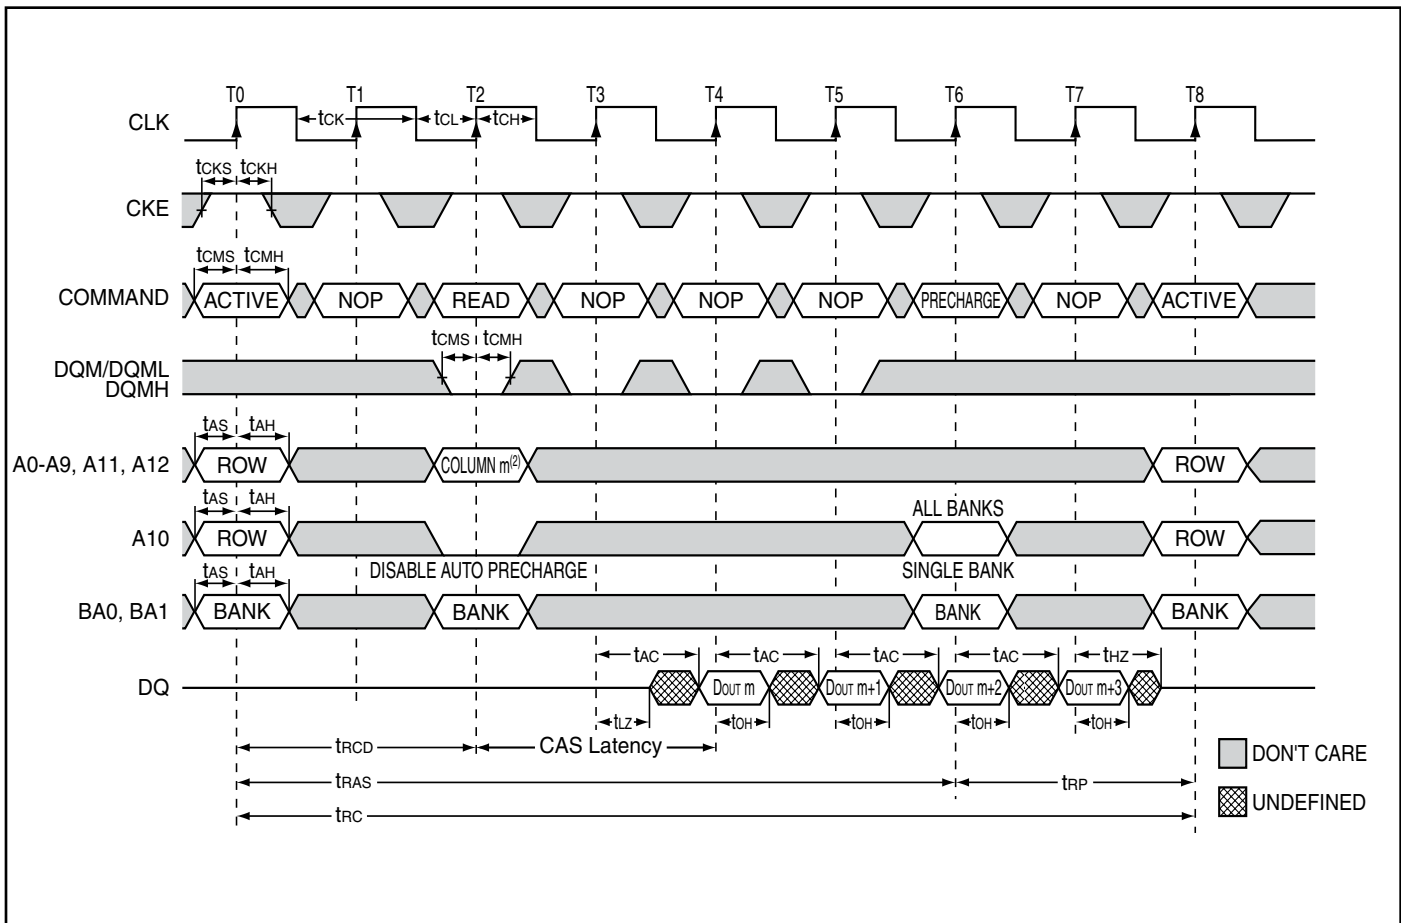 T0 T1 T2 T3 T4 T5 T6 T7 T8
CLK tCK tCL tCH
tCKS tCKH
CKE
tCMS tCMH
COMMAND ACTIVE NOP READ NOP NOP NOP PRECHARGE NOP ACTIVE
tCMS tCMH
DQM/DQML
DQMH
tAS tAH
A0-A9, A11, A12 ROW COLUMN m(2) ROW
tAS tAH ALL BANKS
A10 ROW ROW
DISABLE AUTO PRECHARGE SINGLE BANK
tAS tAH
BA0, BA1 BANK BANK BANK BANK
tAC tAC tAC tAC tHZ
DQ DOUT m DOUT m+1 DOUT m+2 DOUT m+3
tLZ tOH tOH tOH tOH
tRCD CAS Latency
DON'T CARE
tRAS tRP
UNDEFINED
tRC